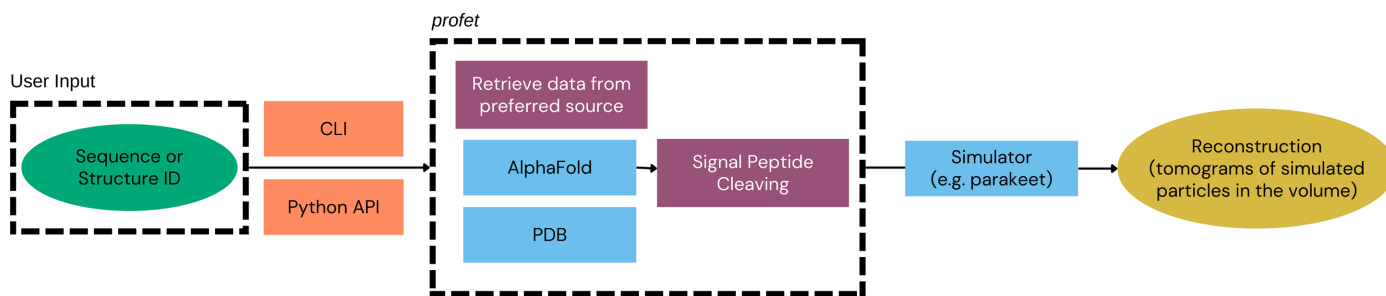 profet
User Input
Sequence or
Structure ID
CLI
Python API
Retrieve data from
preferred source
AlphaFold
PDB
Signal Peptide
Cleaving
Simulator
(e.g. parakeet)
Reconstruction
(tomograms of simulated
particles in the volume)